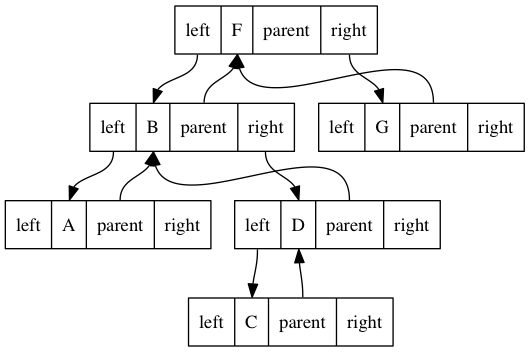 left F parent right
left B parent right
left G parent right
left A parent right
left D parent right
left C parent right